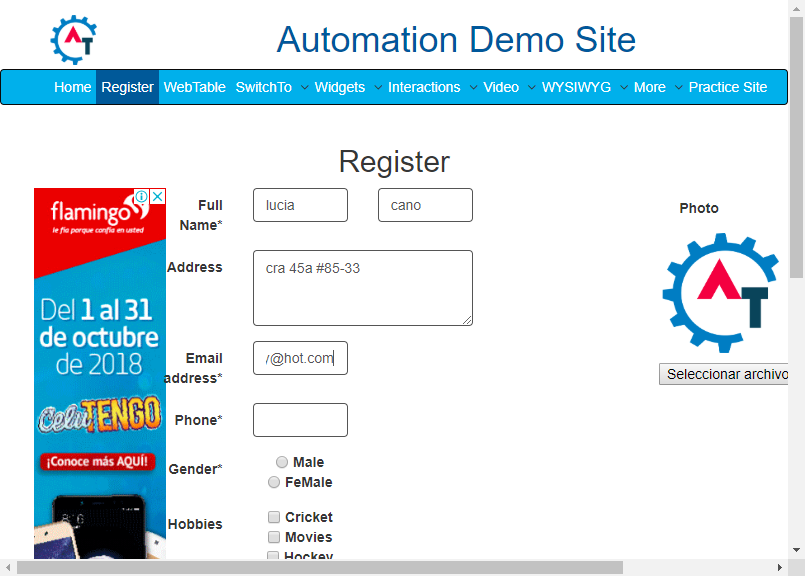 AT
Automation Demo Site
Home Register WebTable SwitchTo Widgets Interactions Video WYSIWYG More Practice Site
Register
flamingo
le fía porque confía en usted
Del 1 al 31
de octubre
de 2018
CeluTENGO
¡Conoce más AQUÍ!
Full
Name*
lucia
cano
Address
cra 45a #85-33
Email
address*
@hot.com
Phone*
Gender*
Male
FeMale
Hobbies
Cricket
Movies
Hockey
Photo
AT
Seleccionar archivo